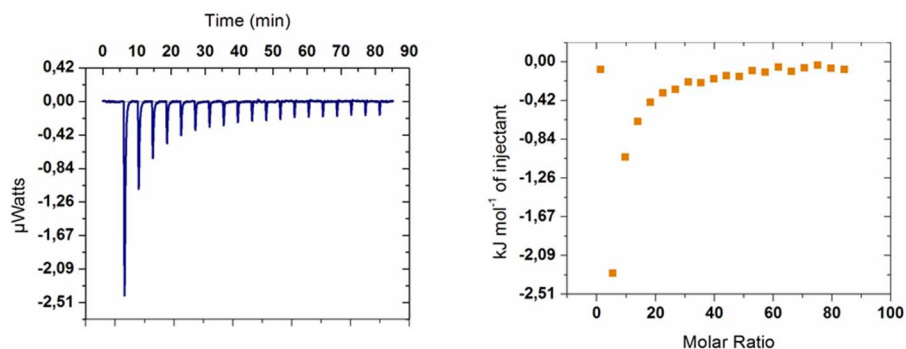 Time (min)
0 10 20 30 40 50 60 70 80 90
0,42
0,00
-0,42
-0,84
-1,26
-1,67
-2,09
-2,51
µWatts
0,00
-0,42
-0,84
-1,26
-1,67
-2,09
-2,51
kJ mol⁻¹ of injectant
0 20 40 60 80 100
Molar Ratio